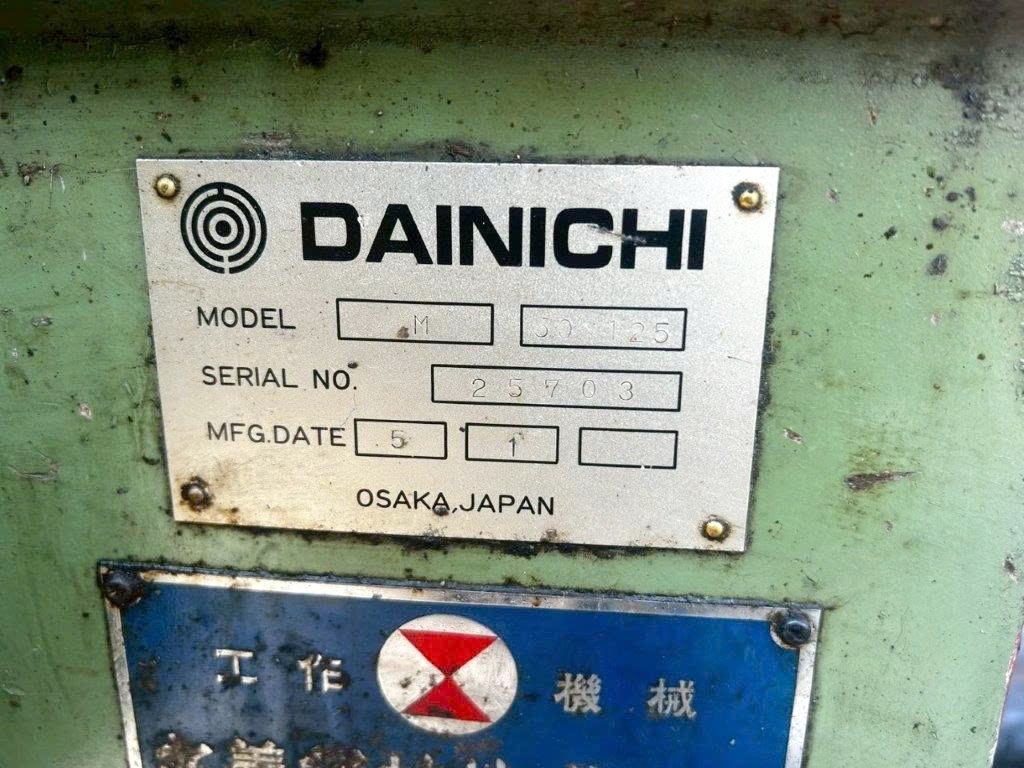 DAINICHI
MODEL M 50 125
SERIAL NO. 25703
MFG.DATE 5 1
OSAKA,JAPAN
工作 機械